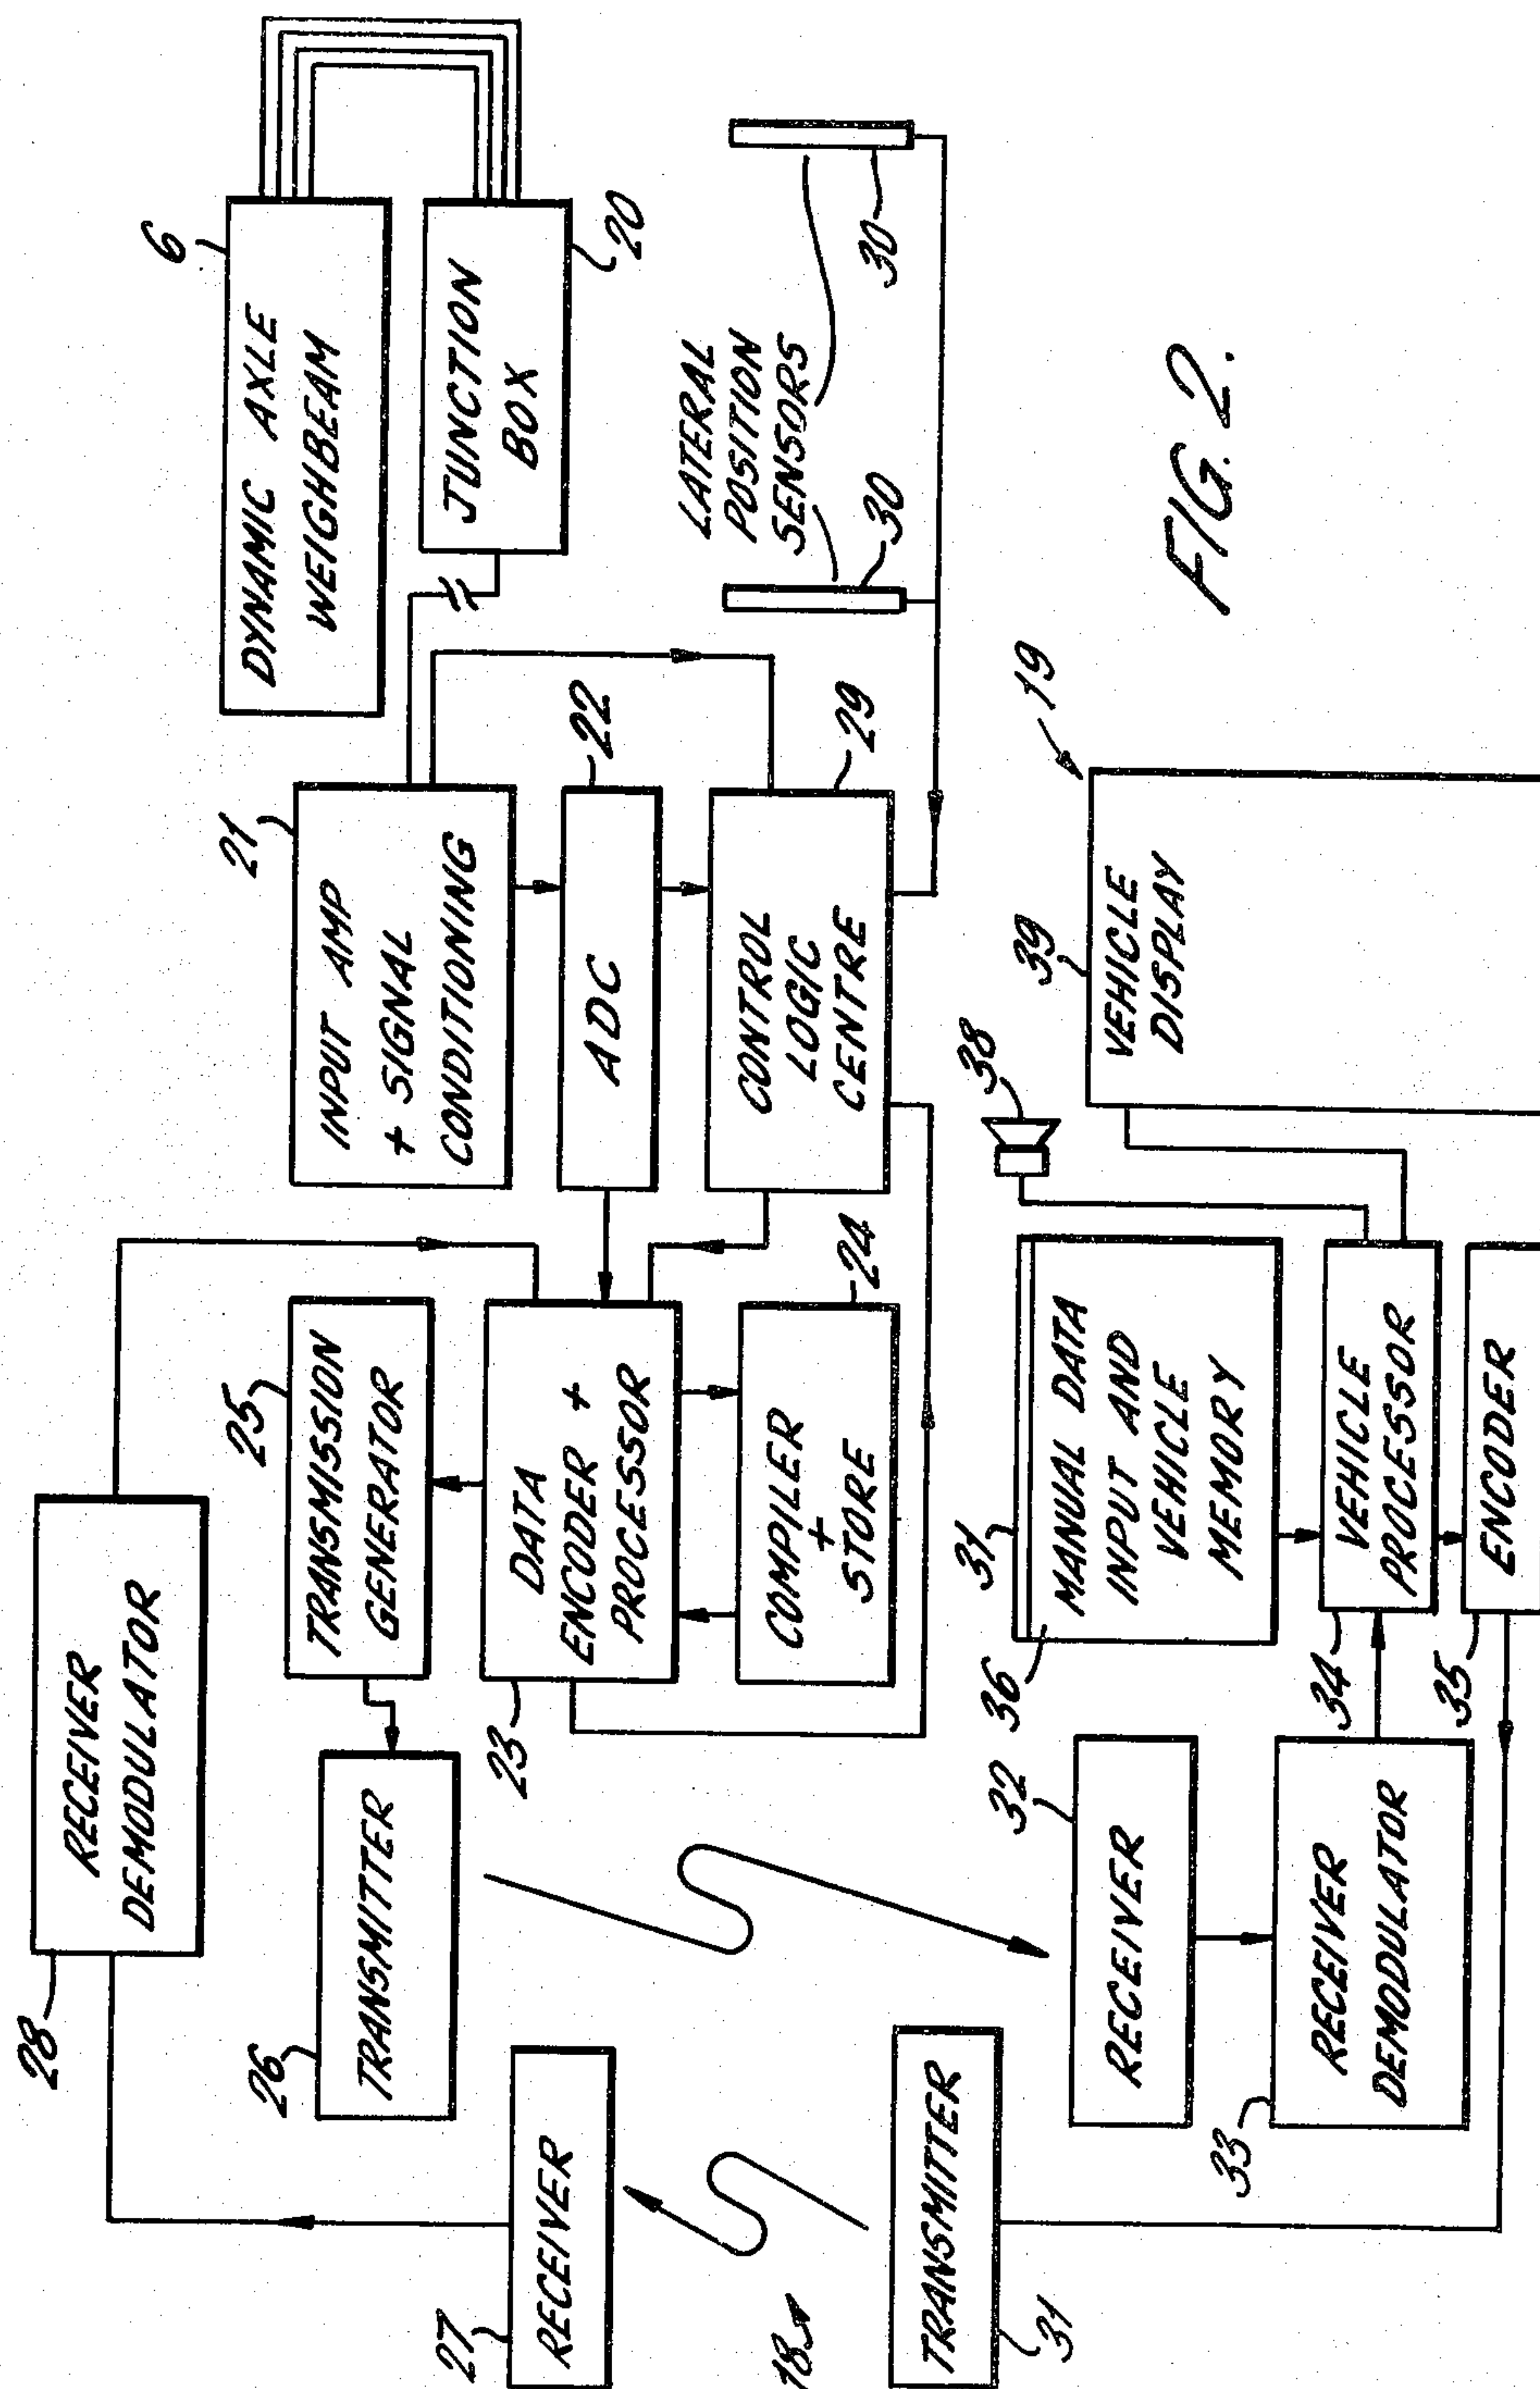 28
RECEIVER
DEMODULATOR
26
TRANSMITTER
25
TRANSMISSION
GENERATOR
21
INPUT AMP
+ SIGNAL
CONDITIONING
DYNAMIC AXLE
WEIGHBEAM
6
27
RECEIVER
23
DATA
ENCODER +
PROCESSOR
ADC
22
JUNCTION
BOX
20
COMPILER
+
STORE
24
CONTROL
LOGIC
CENTRE
29
LATERAL
POSITION
SENSORS
30
30
18
TRANSMITTER
31
32
RECEIVER
36
31
MANUAL DATA
INPUT AND
VEHICLE
MEMORY
38
39
VEHICLE
DISPLAY
19
33
RECEIVER
DEMODULATOR
34
VEHICLE
PROCESSOR
35
ENCODER
FIG. 2.